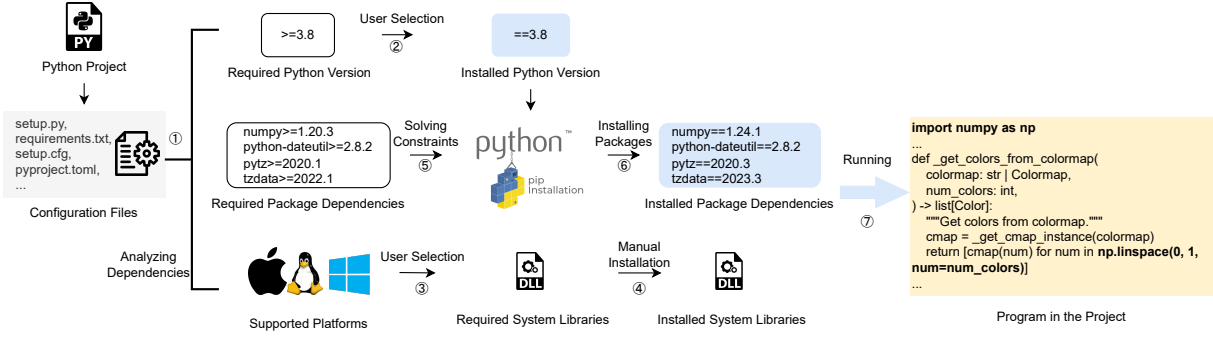 PY
Python Project
setup.py,
requirements.txt,
setup.cfg,
pyproject.toml,
...
Configuration Files
①
Analyzing
Dependencies
>=3.8
Required Python Version
User Selection
②
==3.8
Installed Python Version
numpy>=1.20.3
python-dateutil>=2.8.2
pytz>=2020.1
tzdata>=2022.1
Required Package Dependencies
Solving
Constraints
⑤
python™
pip
Installation
Installing
Packages
⑥
numpy==1.24.1
python-dateutil==2.8.2
pytz==2020.3
tzdata==2023.3
Installed Package Dependencies
Supported Platforms
User Selection
③
DLL
Required System Libraries
Manual
Installation
④
DLL
Installed System Libraries
Running
⑦
import numpy as np
...
def _get_colors_from_colormap(
colormap: str | Colormap,
num_colors: int,
) -> list[Color]:
"""Get colors from colormap."""
cmap = _get_cmap_instance(colormap)
return [cmap(num) for num in np.linspace(0, 1,
num=num_colors)]
...
Program in the Project